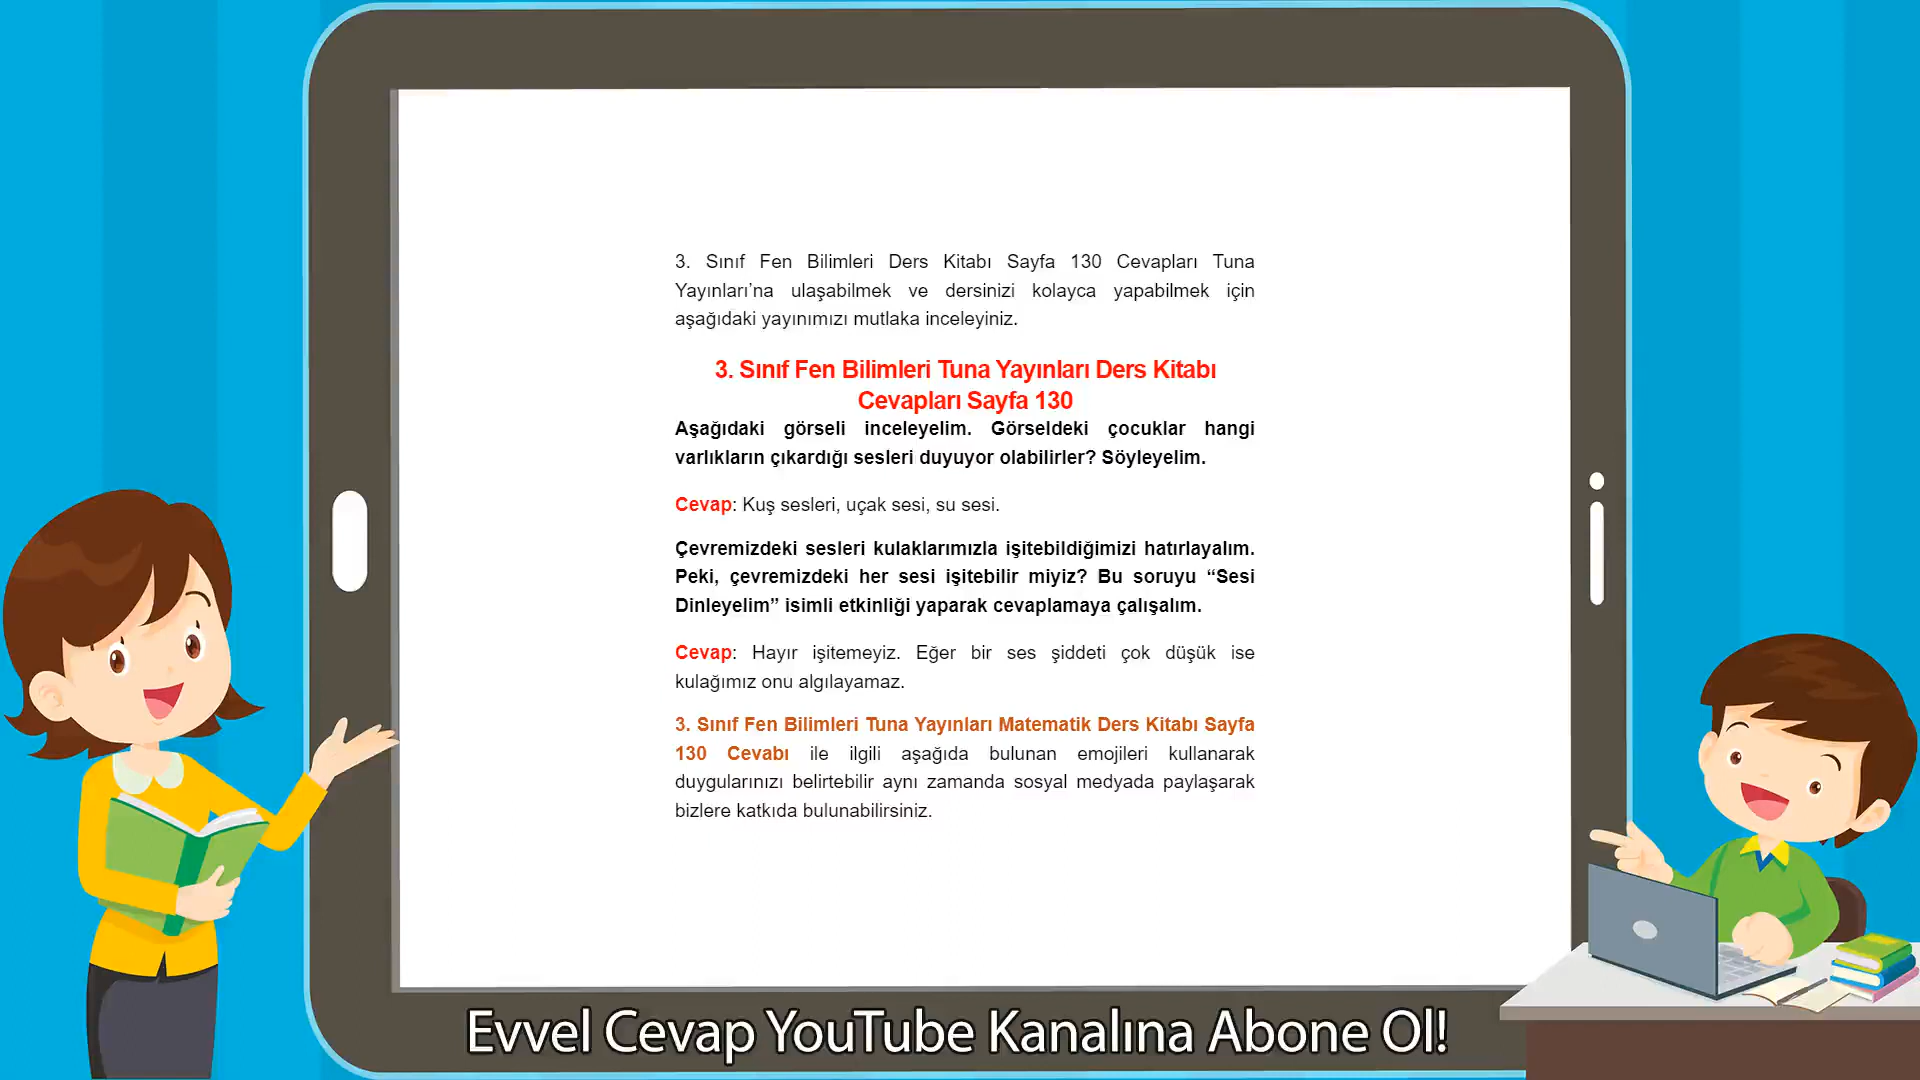 3. Sınıf Fen Bilimleri Ders Kitabı Sayfa 130 Cevapları Tuna
Yayınları’na ulaşabilmek ve dersinizi kolayca yapabilmek için
aşağıdaki yayınımızı mutlaka inceleyiniz.
3. Sınıf Fen Bilimleri Tuna Yayınları Ders Kitabı
Cevapları Sayfa 130
Aşağıdaki görseli inceleyelim. Görseldeki çocuklar hangi
varlıkların çıkardığı sesleri duyuyor olabilirler? Söyleyelim.
Cevap: Kuş sesleri, uçak sesi, su sesi.
Çevremizdeki sesleri kulaklarımızla işitebildiğimizi hatırlayalım.
Peki, çevremizdeki her sesi işitebilir miyiz? Bu soruyu “Sesi
Dinleyelim” isimli etkinliği yaparak cevaplamaya çalışalım.
Cevap: Hayır işitemeyiz. Eğer bir ses şiddeti çok düşük ise
kulağımız onu algılayamaz.
3. Sınıf Fen Bilimleri Tuna Yayınları Matematik Ders Kitabı Sayfa
130 Cevabı ile ilgili aşağıda bulunan emojileri kullanarak
duygularınızı belirtebilir aynı zamanda sosyal medyada paylaşarak
bizlere katkıda bulunabilirsiniz.
Evvel Cevap YouTube Kanalına Abone Ol!